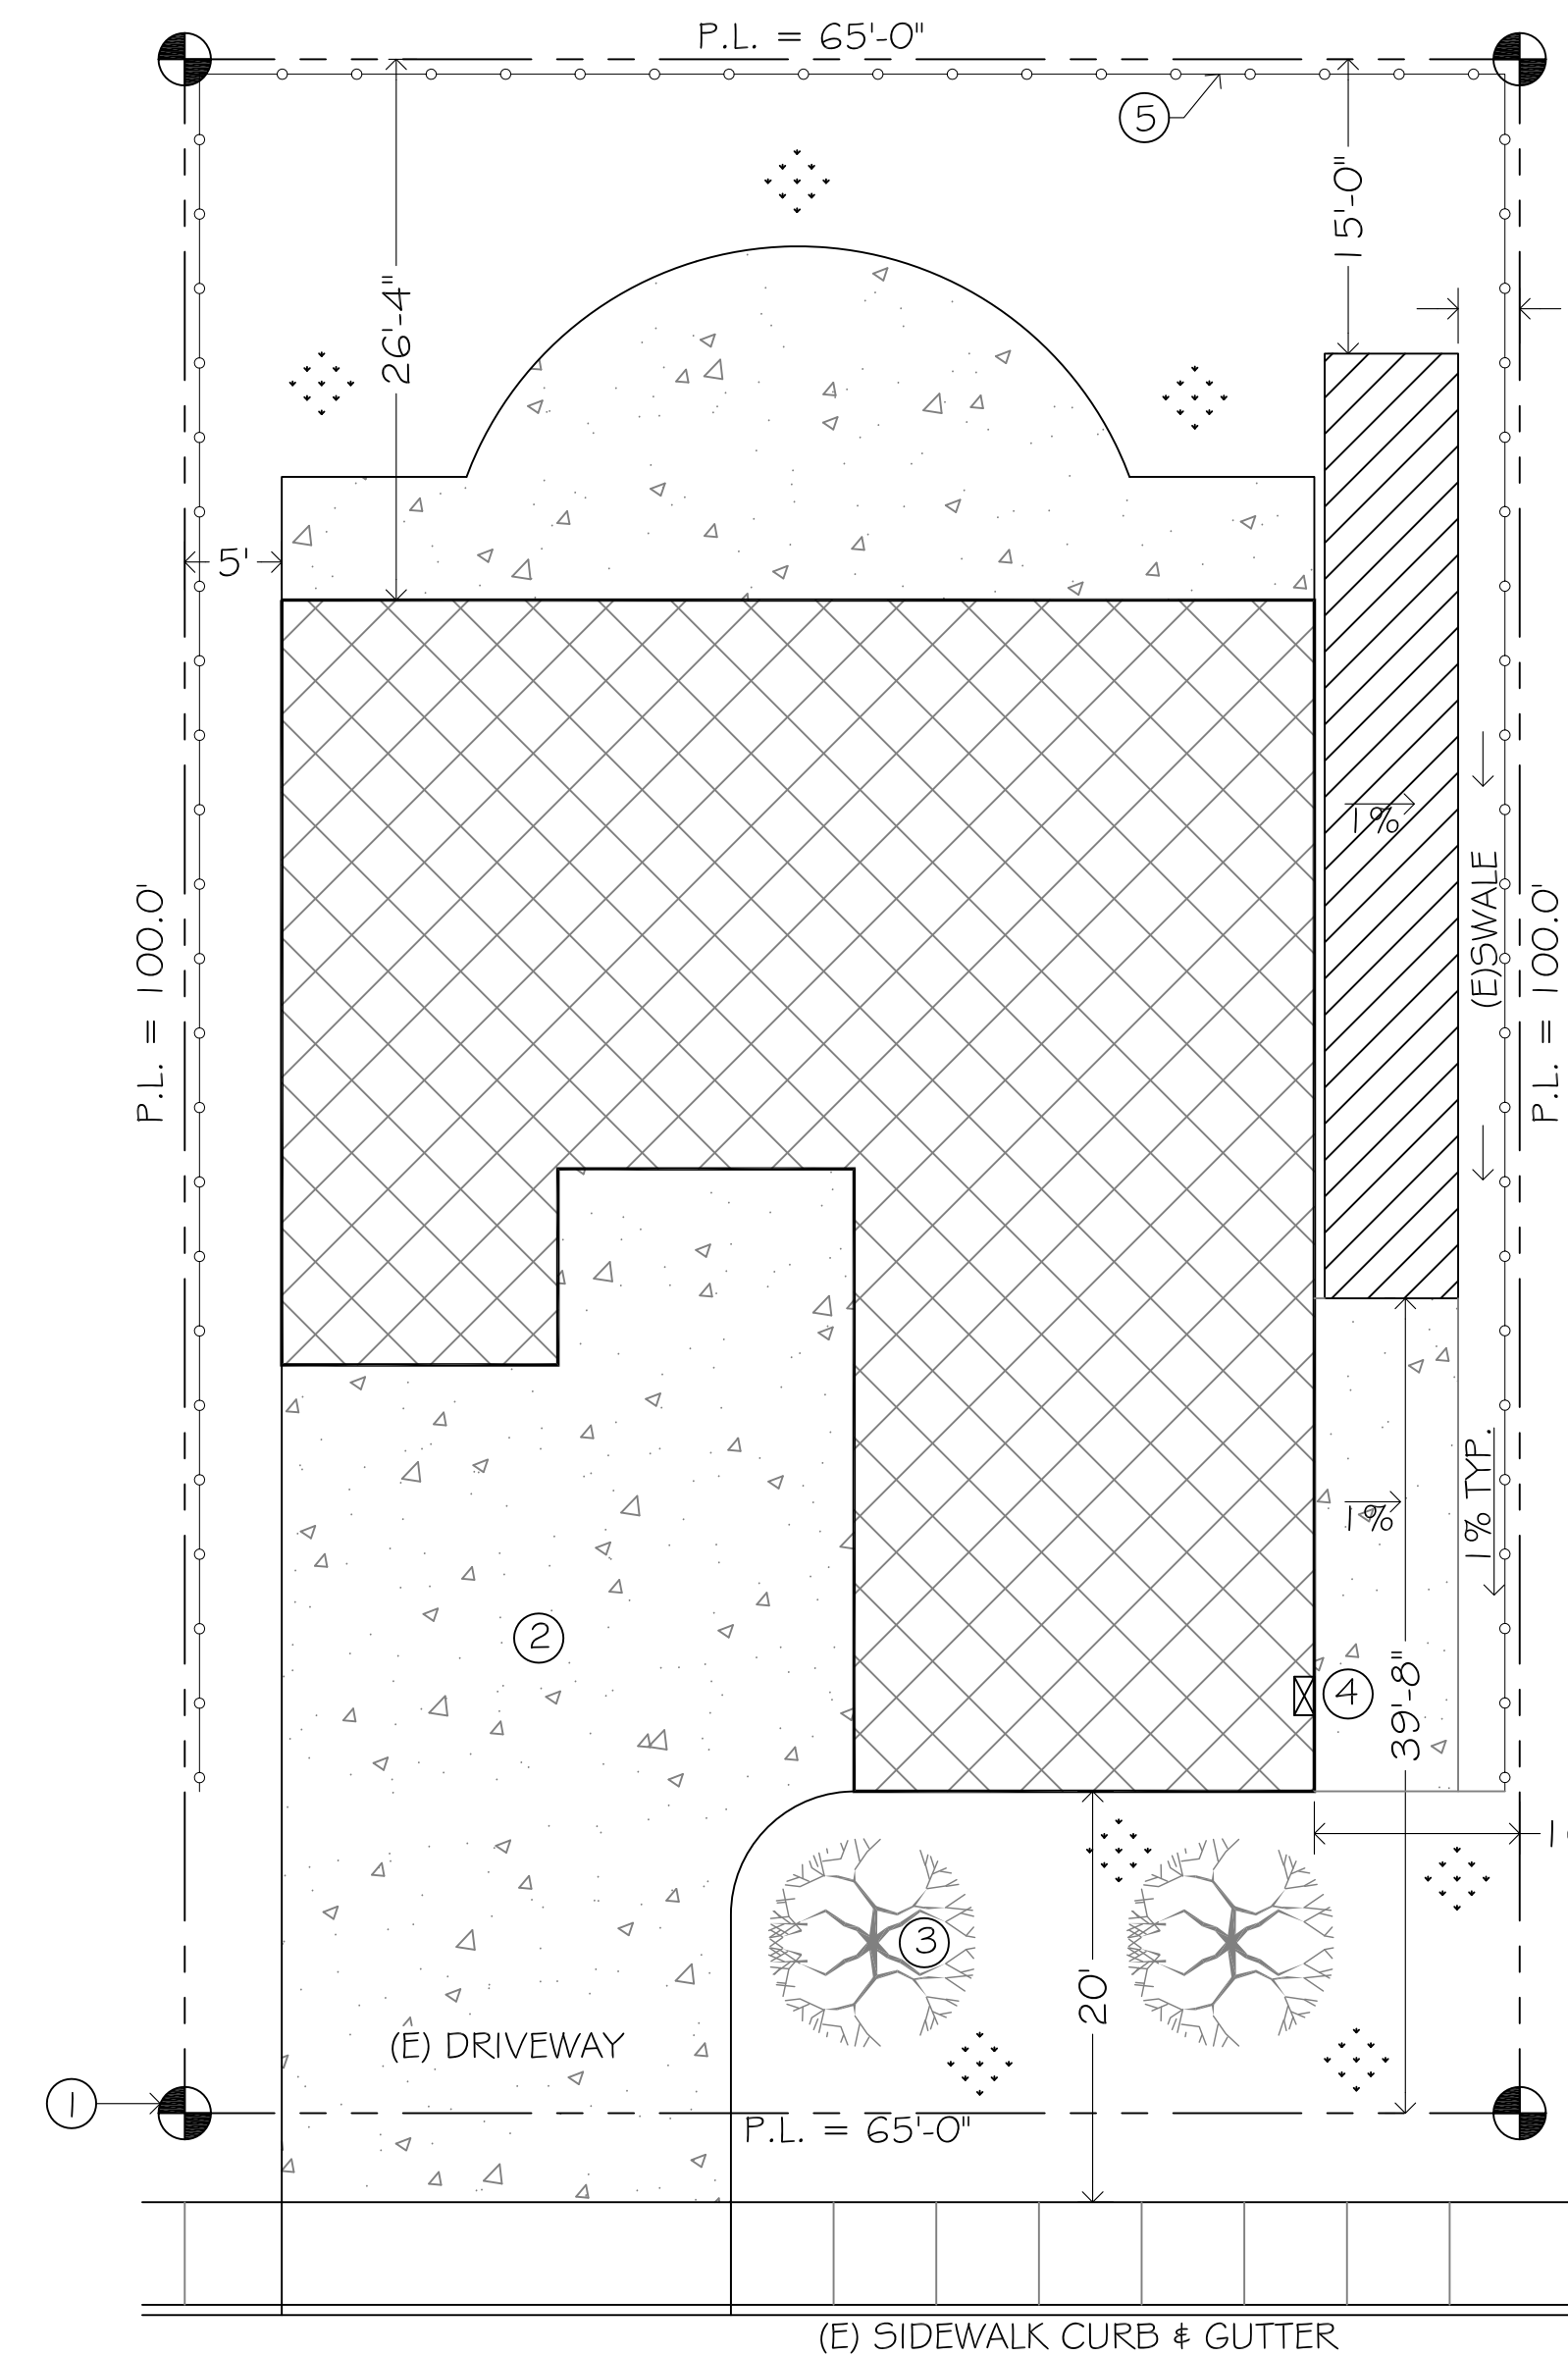 P.L. = 65'-0"
5
15'-0"
26'-4"
5'
1%
(E)SWALE
P.L. = 100.0'
P.L. = 100.0'
1% TYP.
1%
2
4
39'-8"
3
20'
(E) DRIVEWAY
1
P.L. = 65'-0"
(E) SIDEWALK CURB & GUTTER